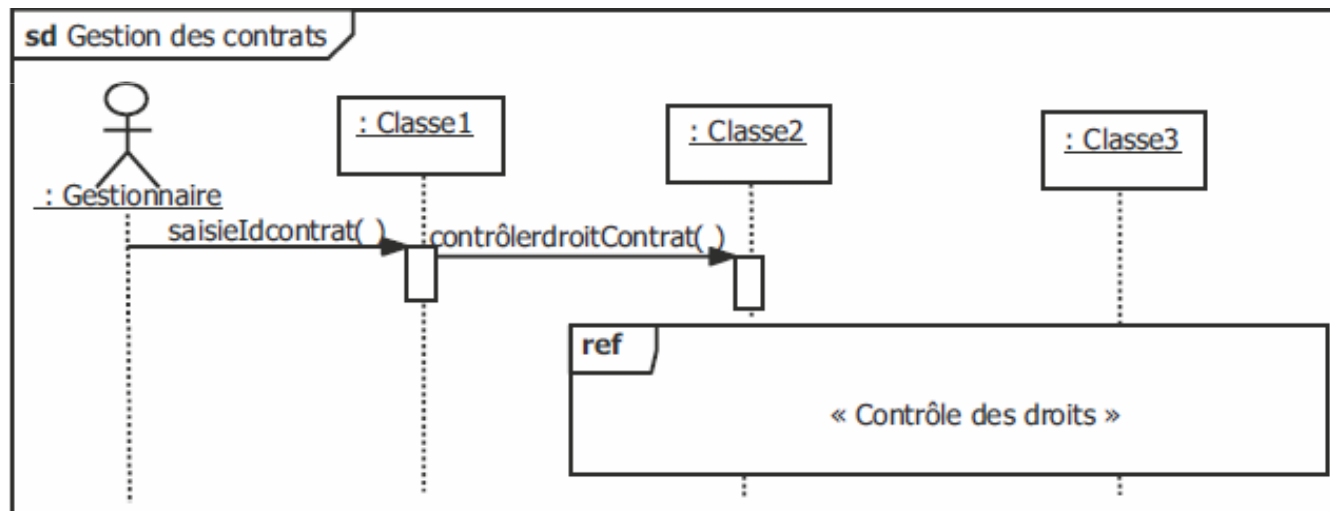 sd Gestion des contrats
: Classe1
: Classe2
: Classe3
: Gestionnaire
saisieIdcontrat( )
contrôlerdroitContrat( )
ref
« Contrôle des droits »